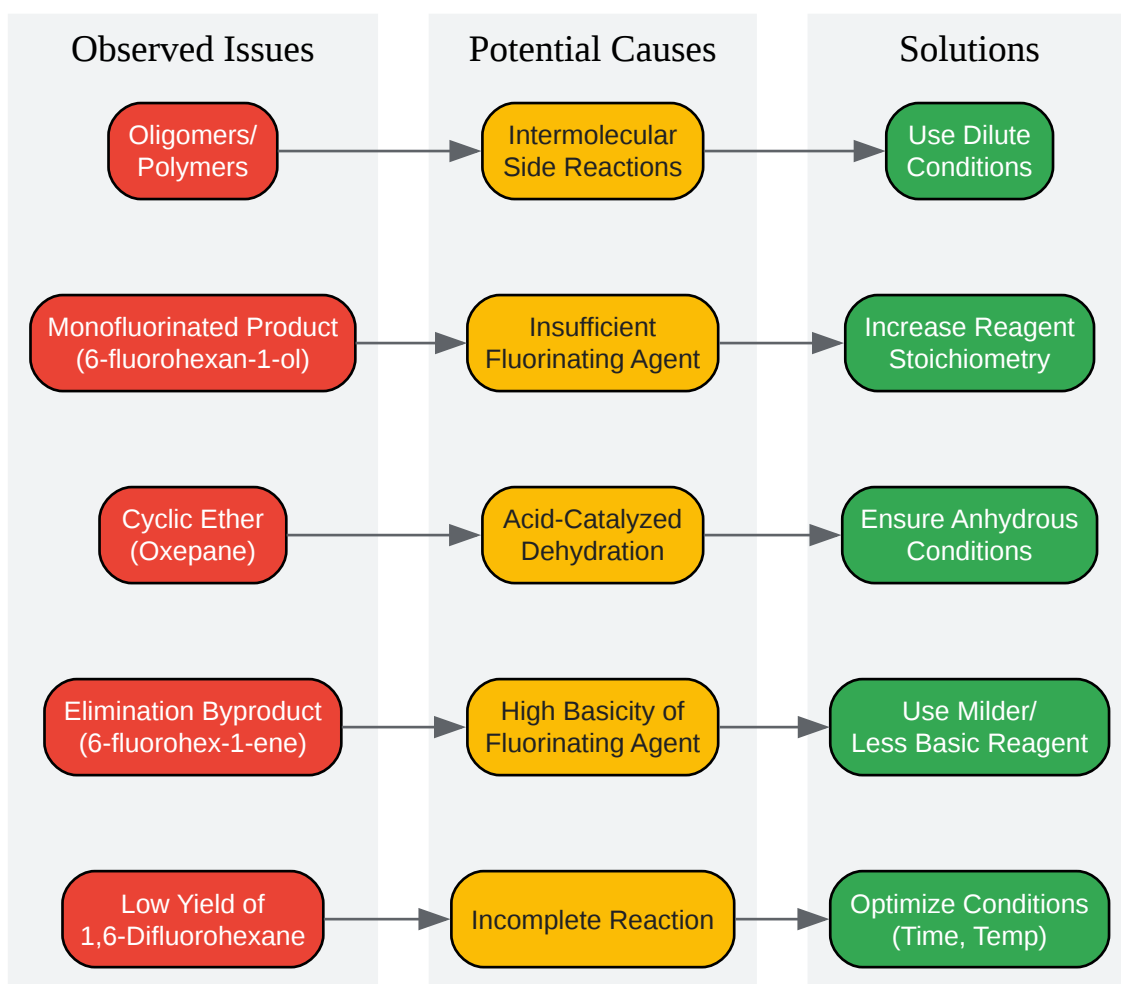 Observed Issues
Potential Causes
Solutions
Oligomers/
Polymers
Intermolecular
Side Reactions
Use Dilute
Conditions
Monofluorinated Product
(6-fluorohexan-1-ol)
Insufficient
Fluorinating Agent
Increase Reagent
Stoichiometry
Cyclic Ether
(Oxepane)
Acid-Catalyzed
Dehydration
Ensure Anhydrous
Conditions
Elimination Byproduct
(6-fluorohex-1-ene)
High Basicity of
Fluorinating Agent
Use Milder/
Less Basic Reagent
Low Yield of
1,6-Difluorohexane
Incomplete Reaction
Optimize Conditions
(Time, Temp)